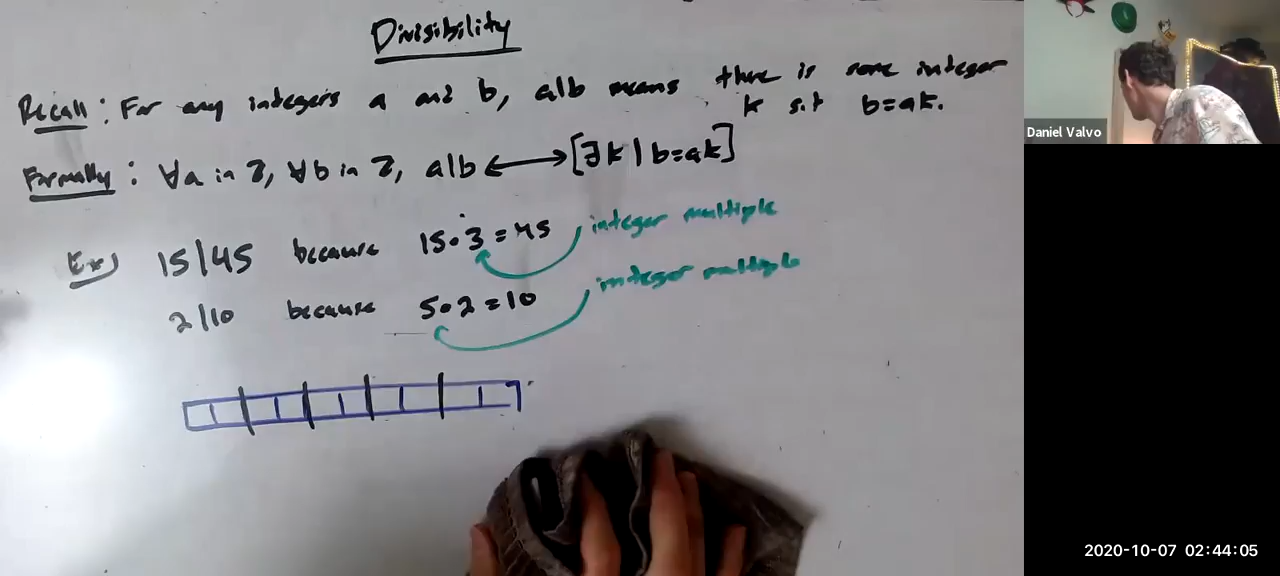 Divisibility
Recall: For any integers a and b, a|b means there is some integer
k s.t b=ak.
Formally: ∀a in Z, ∀b in Z, a|b ⟷ [∃k | b=ak]
Ex) 15|45 because 15•3=45 integer multiple
2|10 because 5•2=10 integer multiple
Daniel Valvo
2020-10-07 02:44:05